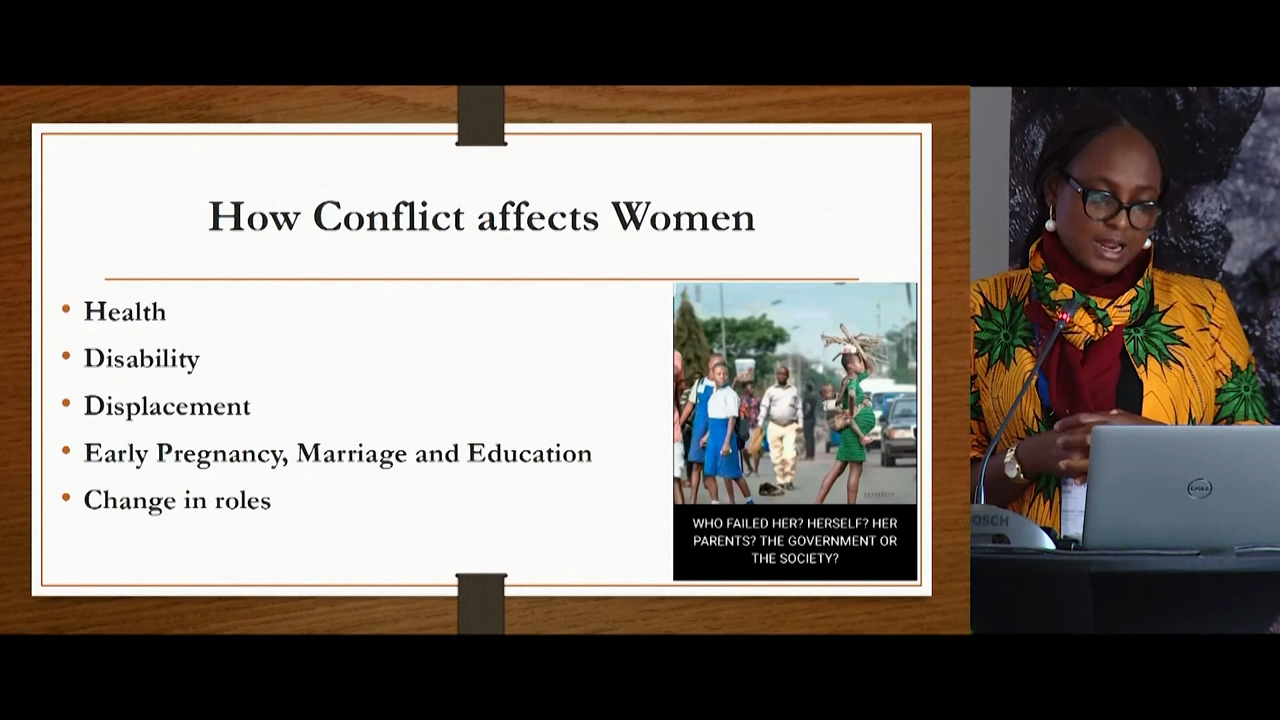 How Conflict affects Women
• Health
• Disability
• Displacement
• Early Pregnancy, Marriage and Education
• Change in roles
WHO FAILED HER? HERSELF? HER
PARENTS? THE GOVERNMENT OR
THE SOCIETY?
DELL
OSCH